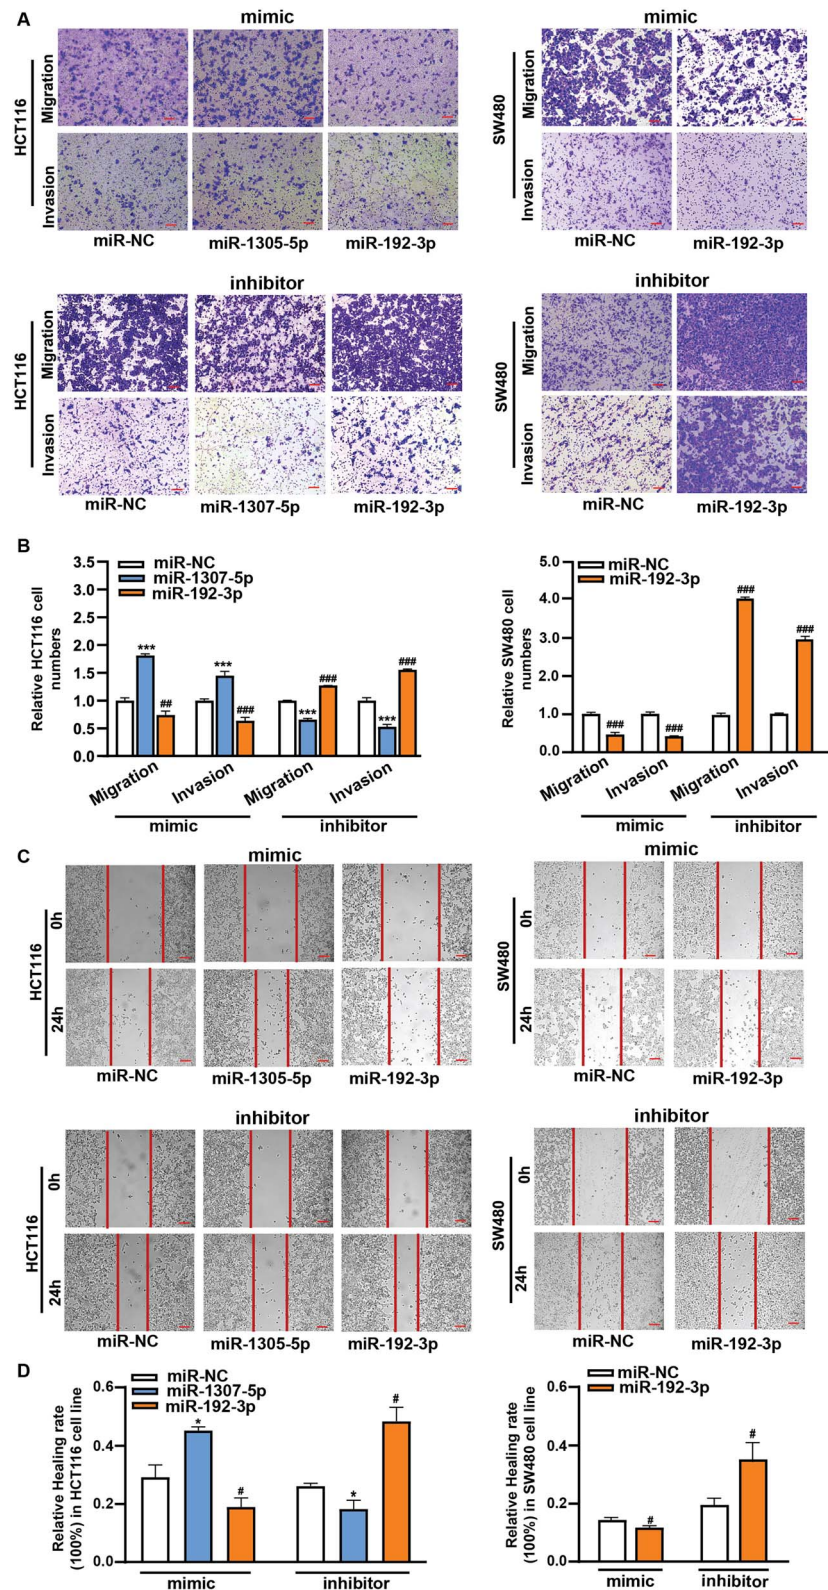 A
mimic
mimic
HCT116
Migration
Invasion
miR-NC
miR-1305-5p
miR-192-3p
SW480
Migration
Invasion
miR-NC
miR-192-3p
inhibitor
inhibitor
HCT116
Migration
Invasion
miR-NC
miR-1307-5p
miR-192-3p
SW480
Migration
Invasion
miR-NC
miR-192-3p
B
Relative HCT116 cell
numbers
3.5
3.0
2.5
2.0
1.5
1.0
0.5
0.0
miR-NC
miR-1307-5p
miR-192-3p
***
##
***
###
***
###
***
###
Migration
Invasion
Migration
Invasion
mimic
inhibitor
Relative SW480 cell
numbers
5.0
4.0
3.0
2.0
1.0
0.0
miR-NC
miR-192-3p
###
###
###
###
Migration
Invasion
Migration
Invasion
mimic
inhibitor
C
mimic
mimic
HCT116
0h
24h
miR-NC
miR-1305-5p
miR-192-3p
SW480
0h
24h
miR-NC
miR-192-3p
inhibitor
inhibitor
HCT116
0h
24h
miR-NC
miR-1305-5p
miR-192-3p
SW480
0h
24h
miR-NC
miR-192-3p
D
Relative Healing rate
(100%) in HCT116 cell line
0.6
0.4
0.2
0.0
miR-NC
miR-1307-5p
miR-192-3p
*
#
*
#
mimic
inhibitor
Relative Healing rate
(100%) in SW480 cell line
0.6
0.4
0.2
0.0
miR-NC
miR-192-3p
#
#
mimic
inhibitor